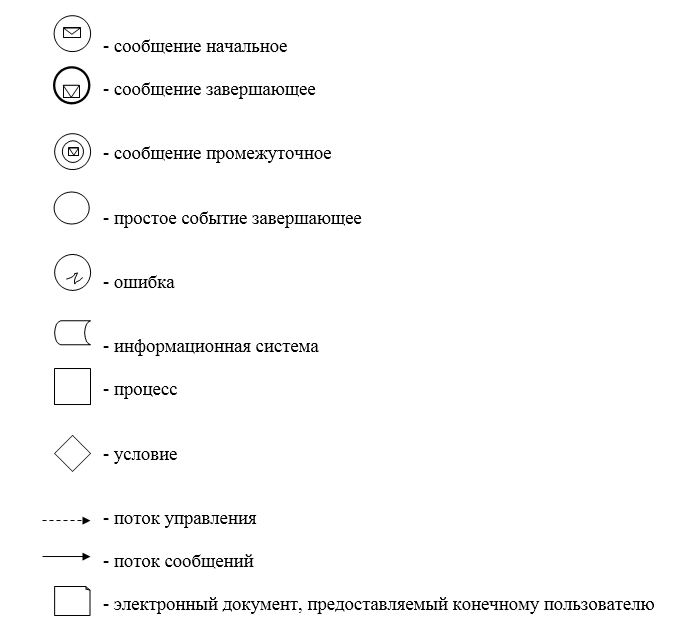 - сообщение начальное
- сообщение завершающее
- сообщение промежуточное
- простое событие завершающее
- ошибка
- информационная система
- процесс
- условие
- поток управления
- поток сообщений
- электронный документ, предоставляемый конечному пользователю